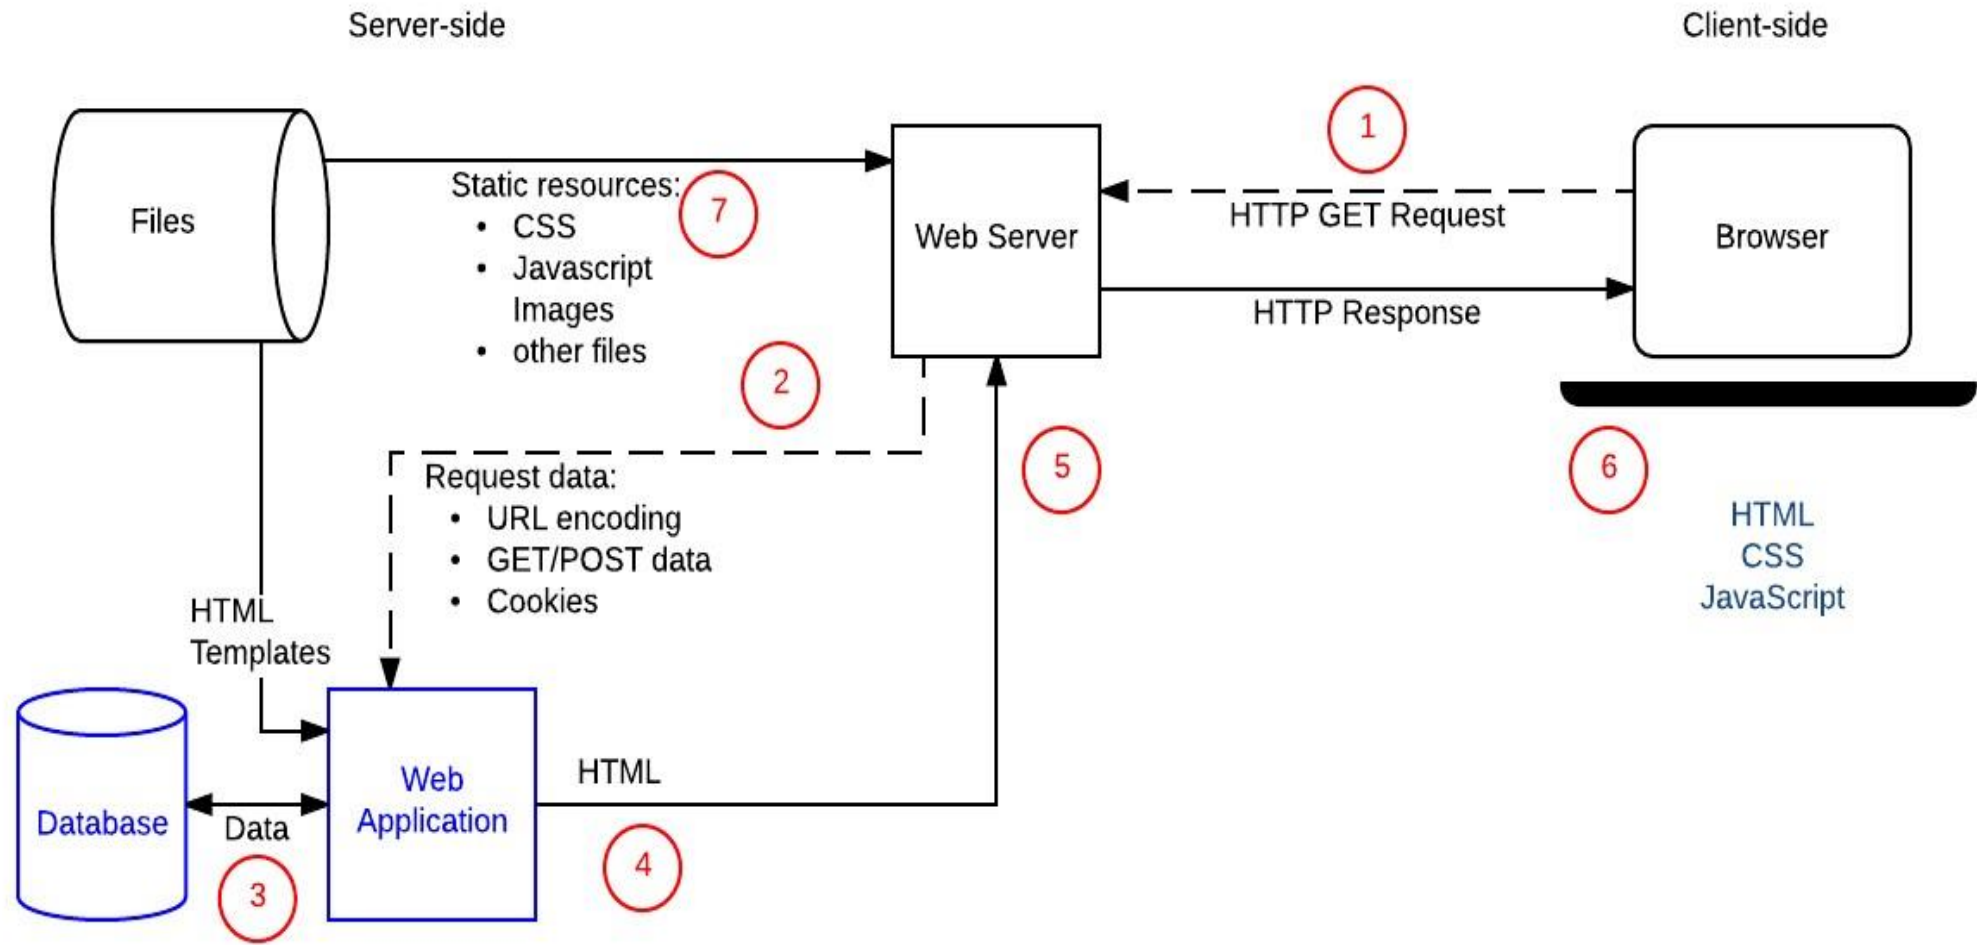 Server-side
Client-side
Files
Static resources:
• CSS
• Javascript
Images
• other files
7
Web Server
1
HTTP GET Request
HTTP Response
Browser
2
Request data:
• URL encoding
• GET/POST data
• Cookies
5
6
HTML
CSS
JavaScript
HTML
Templates
Database
Data
3
Web
Application
HTML
4